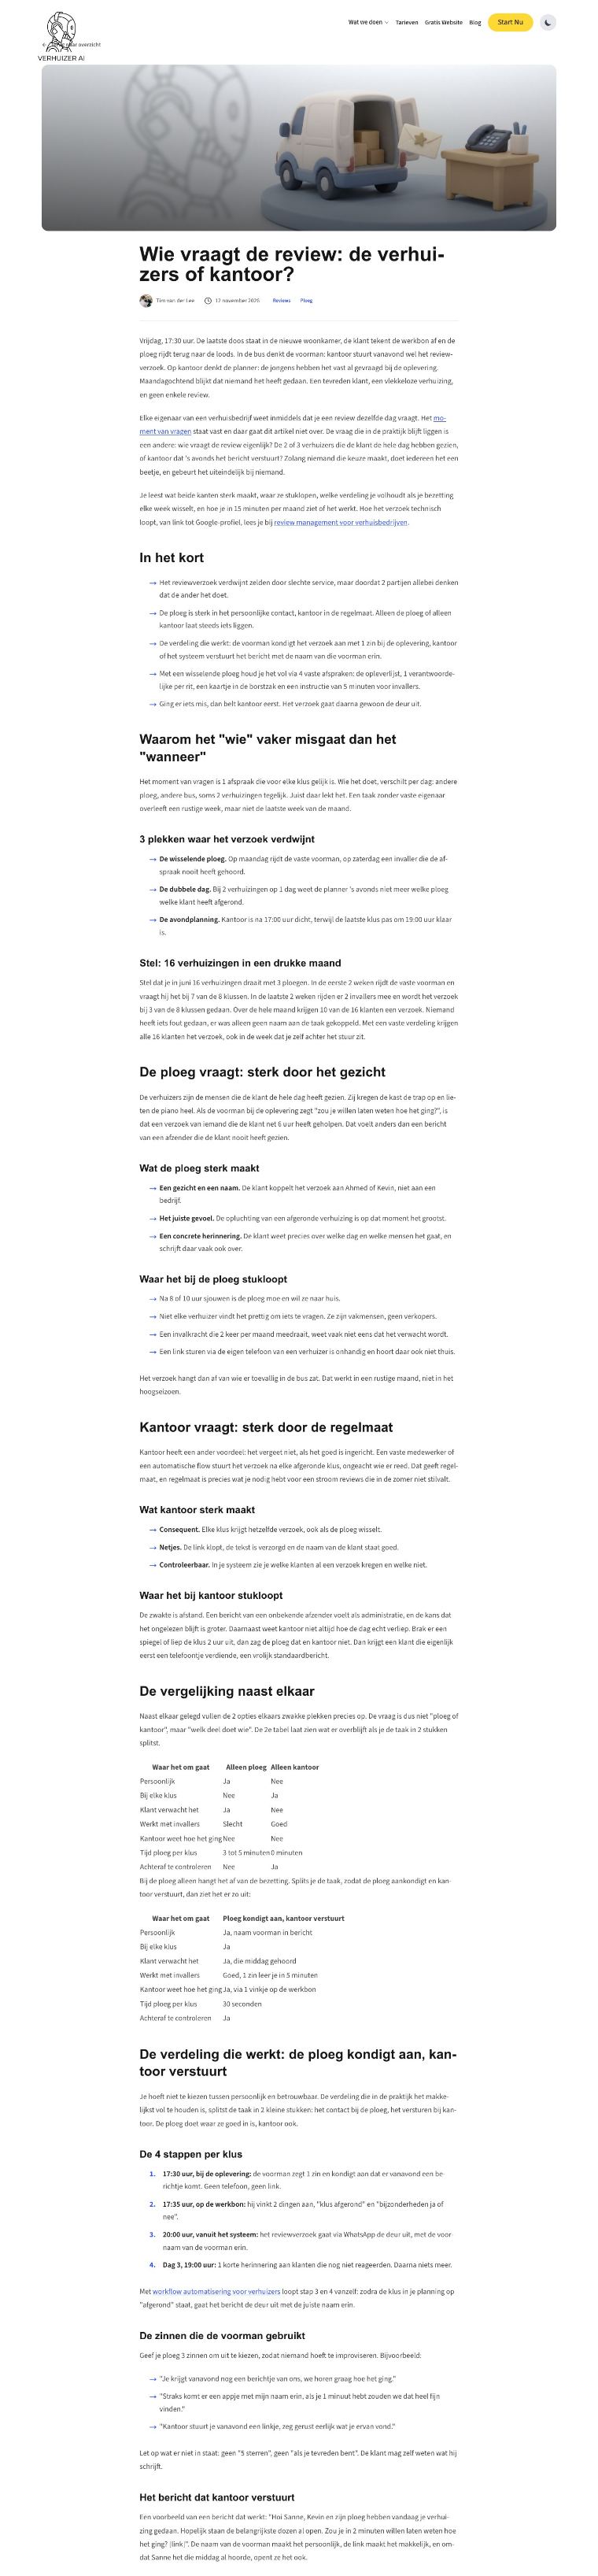 Wat we doen
Tarieven
Gratis Website
Blog
Start Nu
naar overzicht
VERHUIZER AI
Wie vraagt de review: de verhui-
zers of kantoor?
Tim van der Lee
Reviews
Ploeg
Vrijdag, 17:30 uur. De laatste doos staat in de nieuwe woonkamer, de klant tekent de werkbon af en de
ploeg rijdt terug naar de loods. In de bus denkt de voorman: kantoor stuurt vanavond wel het review-
verzoek. Op kantoor denkt de planner: de jongens hebben het vast al gevraagd bij de oplevering.
Maandagochtend blijkt dat niemand het heeft gedaan. Een tevreden klant, een vlekkeloze verhuizing,
en geen enkele review.
Elke eigenaar van een verhuisbedrijf weet inmiddels dat je een review dezelfde dag vraagt. Het mo-
ment van vragen staat vast en daar gaat dit artikel niet over. De vraag die in de praktijk blijft liggen is
een andere: wie vraagt de review eigenlijk? De 2 of 3 verhuizers die de klant de hele dag hebben gezien,
of kantoor dat 's avonds het bericht verstuurt? Zolang niemand die keuze maakt, doet iedereen het een
beetje, en gebeurt het uiteindelijk bij niemand.
Je leest wat beide kanten sterk maakt, waar ze stuklopen, welke verdeling je volhoudt als je bezetting
elke week wisselt, en hoe je in 15 minuten per maand ziet of het werkt. Hoe het verzoek technisch
loopt, van link tot Google-profiel, lees je bij review management voor verhuisbedrijven.
In het kort
→ Het reviewverzoek verdwijnt zelden door slechte service, maar doordat 2 partijen allebei denken
dat de ander het doet.
→ De ploeg is sterk in het persoonlijke contact, kantoor in de regelmaat. Alleen de ploeg of alleen
kantoor laat steeds iets liggen.
→ De verdeling die werkt: de voorman kondigt het verzoek aan met 1 zin bij de oplevering, kantoor
of het systeem verstuurt het bericht met de naam van die voorman erin.
→ Met een wisselende ploeg houd je het vol via 4 vaste afspraken: de opleverlijst, 1 verantwoorde-
lijke per rit, een kaartje in de borstzak en een instructie van 5 minuten voor invallers.
→ Ging er iets mis, dan belt kantoor eerst. Het verzoek gaat daarna gewoon de deur uit.
Waarom het "wie" vaker misgaat dan het
"wanneer"
Het moment van vragen is 1 afspraak die voor elke klus gelijk is. Wie het doet, verschilt per dag: andere
ploeg, andere bus, soms 2 verhuizingen tegelijk. Juist daar lekt het. Een taak zonder vaste eigenaar
overleeft een rustige week, maar niet de laatste week van de maand.
3 plekken waar het verzoek verdwijnt
→ De wisselende ploeg. Op maandag rijdt de vaste voorman, op zaterdag een invaller die de af-
spraak nooit heeft gehoord.
→ De dubbele dag. Bij 2 verhuizingen op 1 dag weet de planner 's avonds niet meer welke ploeg
welke klant heeft afgerond.
→ De avondplanning. Kantoor is na 17:00 uur dicht, terwijl de laatste klus pas om 19:00 uur klaar
is.
Stel: 16 verhuizingen in een drukke maand
Stel dat je in juni 16 verhuizingen draait met 3 ploegen. In de eerste 2 weken rijdt de vaste voorman en
vraagt hij het bij 7 van de 8 klussen. In de laatste 2 weken rijden er 2 invallers mee en wordt het verzoek
bij 3 van de 8 klussen gedaan. Over de hele maand krijgen 10 van de 16 klanten een verzoek. Niemand
heeft iets fout gedaan, er was alleen geen naam aan de taak gekoppeld. Met een vaste verdeling krijgen
alle 16 klanten het verzoek, ook in de week dat je zelf achter het stuur zit.
De ploeg vraagt: sterk door het gezicht
De verhuizers zijn de mensen die de klant de hele dag heeft gezien. Zij kregen de kast de trap op en lie-
ten de piano heel. Als de voorman bij de oplevering zegt "zou je willen laten weten hoe het ging?", is
dat een verzoek van iemand die de klant net 6 uur heeft geholpen. Dat voelt anders dan een bericht
van een afzender die de klant nooit heeft gezien.
Wat de ploeg sterk maakt
→ Een gezicht en een naam. De klant koppelt het verzoek aan Ahmed of Kevin, niet aan een
bedrijf.
→ Het juiste gevoel. De opluchting van een afgeronde verhuizing is op dat moment het grootst.
→ Een concrete herinnering. De klant weet precies over welke dag en welke mensen het gaat, en
schrijft daar vaak ook over.
Waar het bij de ploeg stukloopt
→ Na 8 of 10 uur sjouwen is de ploeg moe en wil ze naar huis.
→ Niet elke verhuizer vindt het prettig om iets te vragen. Ze zijn vakmensen, geen verkopers.
→ Een invalkracht die 2 keer per maand meedraait, weet vaak niet eens dat het verwacht wordt.
→ Een link sturen via de eigen telefoon van een verhuizer is onhandig en hoort daar ook niet thuis.
Het verzoek hangt dan af van wie er toevallig in de bus zat. Dat werkt in een rustige maand, niet in het
hoogseizoen.
Kantoor vraagt: sterk door de regelmaat
Kantoor heeft een ander voordeel: het vergeet niet, als het goed is ingericht. Een vaste medewerker of
een automatische flow stuurt het verzoek na elke afgeronde klus, ongeacht wie er reed. Dat geeft regel-
maat, en regelmaat is precies wat je nodig hebt voor een stroom reviews die in de zomer niet stilvalt.
Wat kantoor sterk maakt
→ Consequent. Elke klus krijgt hetzelfde verzoek, ook als de ploeg wisselt.
→ Netjes. De link klopt, de tekst is verzorgd en de naam van de klant staat goed.
→ Controleerbaar. In je systeem zie je welke klanten al een verzoek kregen en welke niet.
Waar het bij kantoor stukloopt
De zwakte is afstand. Een bericht van een onbekende afzender voelt als administratie, en de kans dat
het ongelezen blijft is groter. Daarnaast weet kantoor niet altijd hoe de dag echt verliep. Brak er een
spiegel of liep de klus 2 uur uit, dan zag de ploeg dat en kantoor niet. Dan krijgt een klant die eigenlijk
eerst een telefoontje verdiende, een vrolijk standaardbericht.
De vergelijking naast elkaar
Naast elkaar gelegd vullen de 2 opties elkaars zwakke plekken precies op. De vraag is dus niet "ploeg of
kantoor", maar "welk deel doet wie". De 2e tabel laat zien wat er overblijft als je de taak in 2 stukken
splitst.
Waar het om gaat Alleen ploeg Alleen kantoor
Persoonlijk Ja Nee
Bij elke klus Nee Ja
Klant verwacht het Ja Nee
Werkt met invallers Slecht Goed
Kantoor weet hoe het ging Nee Nee
Tijd ploeg per klus 3 tot 5 minuten 0 minuten
Achteraf te controleren Nee Ja
Bij de ploeg alleen hangt het af van de bezetting. Splits je de taak, zodat de ploeg aankondigt en kan-
toor verstuurt, dan ziet het er zo uit:
Waar het om gaat Ploeg kondigt aan, kantoor verstuurt
Persoonlijk Ja, naam voorman in bericht
Bij elke klus Ja
Klant verwacht het Ja, die middag gehoord
Werkt met invallers Goed, 1 zin leer je in 5 minuten
Kantoor weet hoe het ging Ja, via 1 vinkje op de werkbon
Tijd ploeg per klus 30 seconden
Achteraf te controleren Ja
De verdeling die werkt: de ploeg kondigt aan, kan-
toor verstuurt
Je hoeft niet te kiezen tussen persoonlijk en betrouwbaar. De verdeling die in de praktijk het makke-
lijkst vol te houden is, splitst de taak in 2 kleine stukken: het contact bij de ploeg, het versturen bij kan-
toor. De ploeg doet waar ze goed in is, kantoor ook.
De 4 stappen per klus
1. 17:30 uur, bij de oplevering: de voorman zegt 1 zin en kondigt aan dat er vanavond een be-
richtje komt. Geen telefoon, geen link.
2. 17:35 uur, op de werkbon: hij vinkt 2 dingen aan, "klus afgerond" en "bijzonderheden ja of
nee".
3. 20:00 uur, vanuit het systeem: het reviewverzoek gaat via WhatsApp de deur uit, met de voor-
naam van de voorman erin.
4. Dag 3, 19:00 uur: 1 korte herinnering aan klanten die nog niet reageerden. Daarna niets meer.
Met workflow automatisering voor verhuizers loopt stap 3 en 4 vanzelf: zodra de klus in je planning op
"afgerond" staat, gaat het bericht de deur uit met de juiste naam erin.
De zinnen die de voorman gebruikt
Geef je ploeg 3 zinnen om uit te kiezen, zodat niemand hoeft te improviseren. Bijvoorbeeld:
→ "Je krijgt vanavond nog een berichtje van ons, we horen graag hoe het ging."
→ "Straks komt er een appje met mijn naam erin, als je 1 minuut hebt zouden we dat heel fijn
vinden."
→ "Kantoor stuurt je vanavond een linkje, zeg gerust eerlijk wat je ervan vond."
Let op wat er niet in staat: geen "5 sterren", geen "als je tevreden bent". De klant mag zelf weten wat hij
schrijft.
Het bericht dat kantoor verstuurt
Een voorbeeld van een bericht dat werkt: "Hoi Sanne, Kevin en zijn ploeg hebben vandaag je verhui-
zing gedaan. Hopelijk staan de belangrijkste dozen al open. Zou je in 2 minuten willen laten weten hoe
het ging? [link]". De naam van de voorman maakt het persoonlijk, de link maakt het makkelijk, en om-
dat Sanne het die middag al hoorde, opent ze het ook.